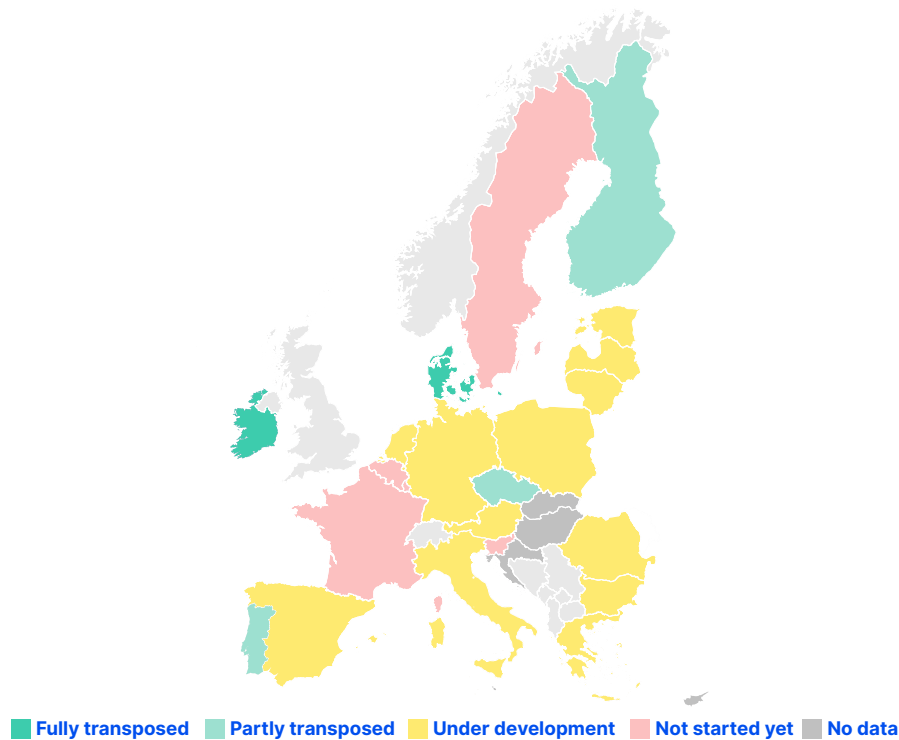 Fully transposed Partly transposed Under development Not started yet No data